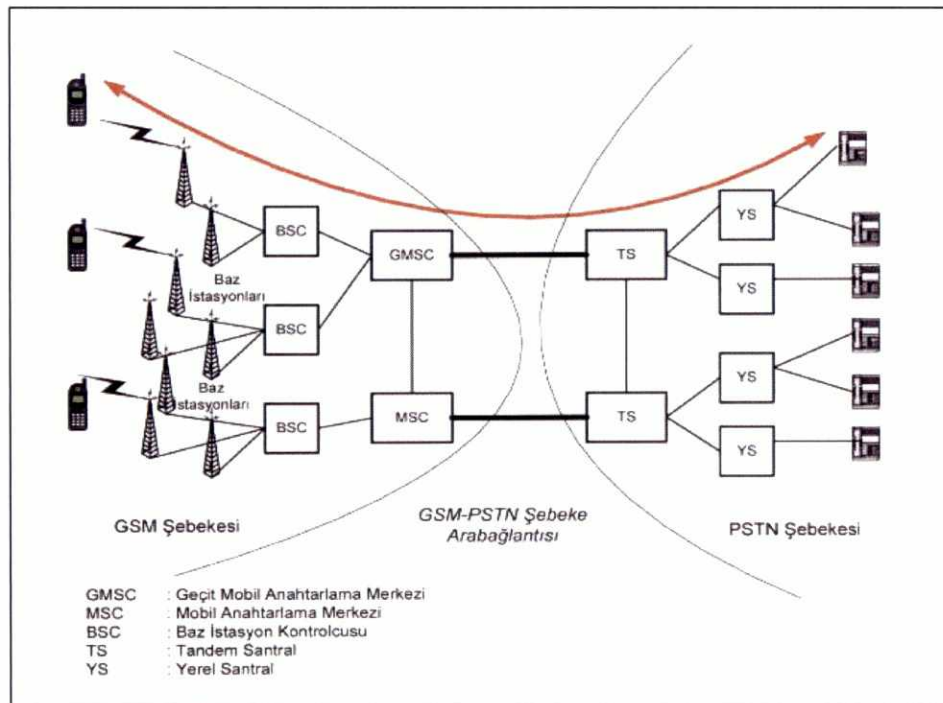 YS
BSC
GMSC
TS
Baz
İstasyonları
YS
BSC
YS
Baz
İstasyonları
BSC
MSC
TS
YS
GSM Şebekesi
GSM-PSTN Şebeke
Arabağlantısı
PSTN Şebekesi
GMSC : Geçit Mobil Anahtarlama Merkezi
MSC : Mobil Anahtarlama Merkezi
BSC : Baz İstasyon Kontrolcusu
TS : Tandem Santral
YS : Yerel Santral